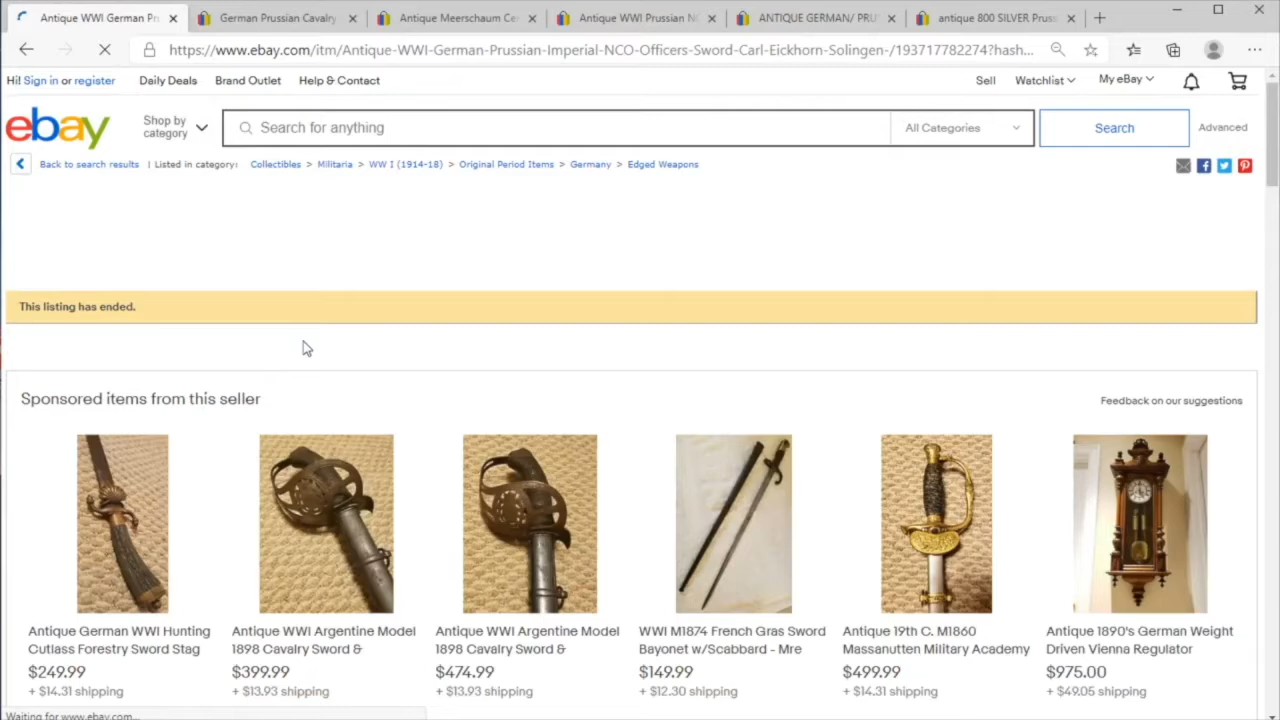 Antique WWI German Pr
German Prussian Cavalry
Antique Meerschaum Ce
Antique WWI Prussian NC
ANTIQUE GERMAN/ PRU
antique 800 SILVER Pruss
https://www.ebay.com/itm/Antique-WWI-German-Prussian-Imperial-NCO-Officers-Sword-Carl-Eickhorn-Solingen-/193717782274?hash...
Hi! Sign in or register Daily Deals Brand Outlet Help & Contact Sell Watchlist My eBay
ebay Shop by category Search for anything All Categories Search Advanced
Back to search results | Listed in category: Collectibles > Militaria > WW I (1914-18) > Original Period Items > Germany > Edged Weapons
This listing has ended.
Sponsored items from this seller Feedback on our suggestions
Antique German WWI Hunting
Cutlass Forestry Sword Stag
$249.99
+ $14.31 shipping
Antique WWI Argentine Model
1898 Cavalry Sword &
$399.99
+ $13.93 shipping
Antique WWI Argentine Model
1898 Cavalry Sword &
$474.99
+ $13.93 shipping
WWI M1874 French Gras Sword
Bayonet w/Scabbard - Mre
$149.99
+ $12.30 shipping
Antique 19th C. M1860
Massanutten Military Academy
$499.99
+ $14.31 shipping
Antique 1890's German Weight
Driven Vienna Regulator
$975.00
+ $49.05 shipping
Waiting for www.ebay.com...